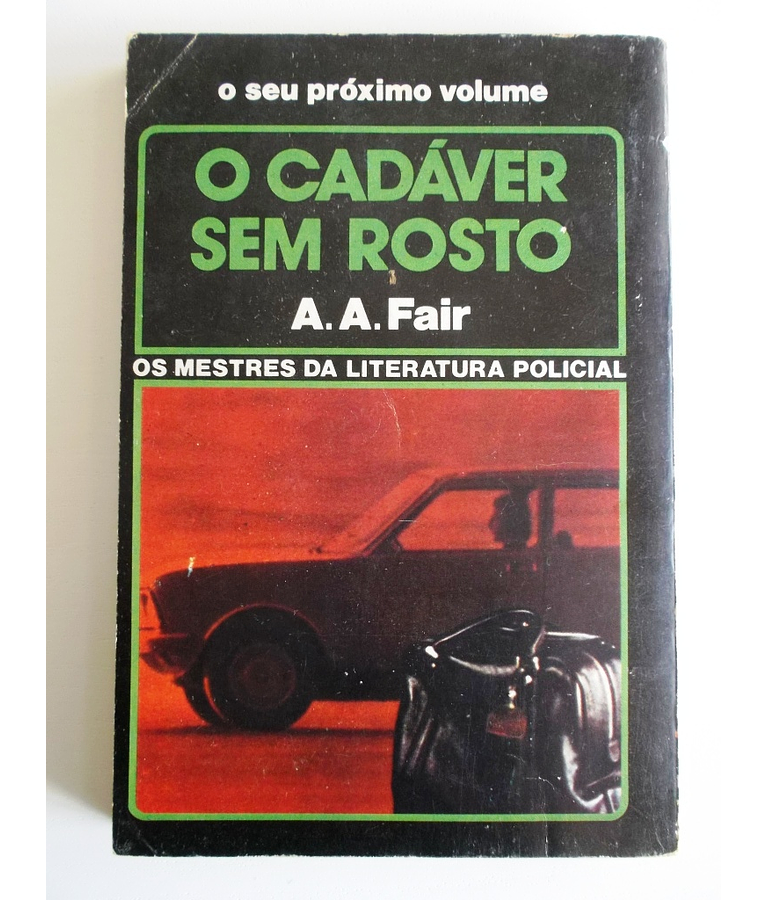 o seu próximo volume
O CADÁVER
SEM ROSTO
A.A.Fair
OS MESTRES DA LITERATURA POLICIAL